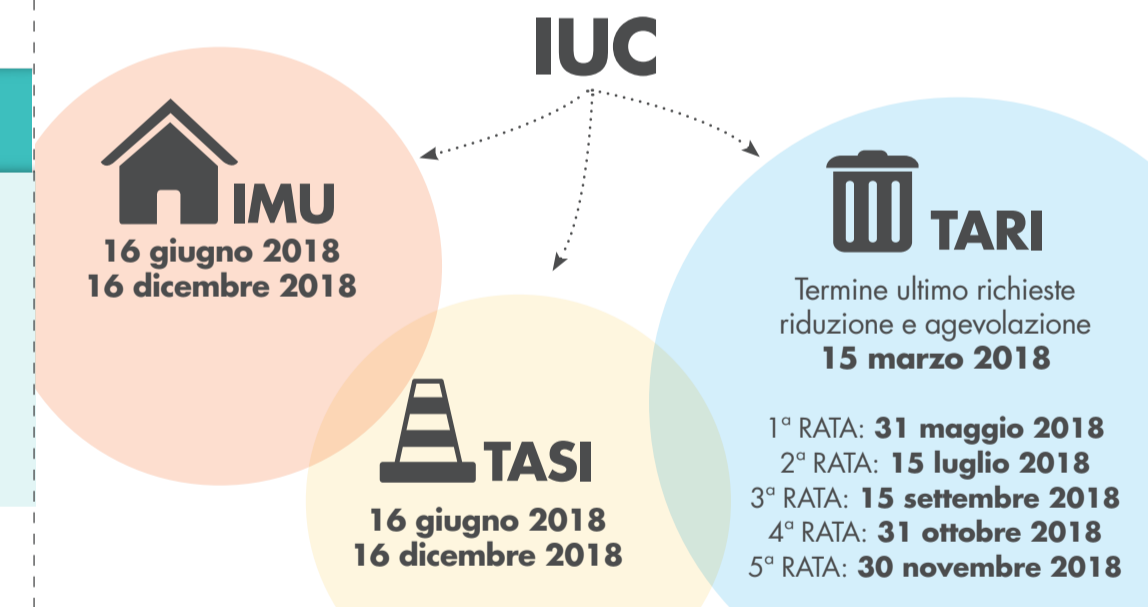 IUC
IMU
16 giugno 2018
16 dicembre 2018
TASI
16 giugno 2018
16 dicembre 2018
TARI
Termine ultimo richieste
riduzione e agevolazione
15 marzo 2018
1ª RATA: 31 maggio 2018
2ª RATA: 15 luglio 2018
3ª RATA: 15 settembre 2018
4ª RATA: 31 ottobre 2018
5ª RATA: 30 novembre 2018